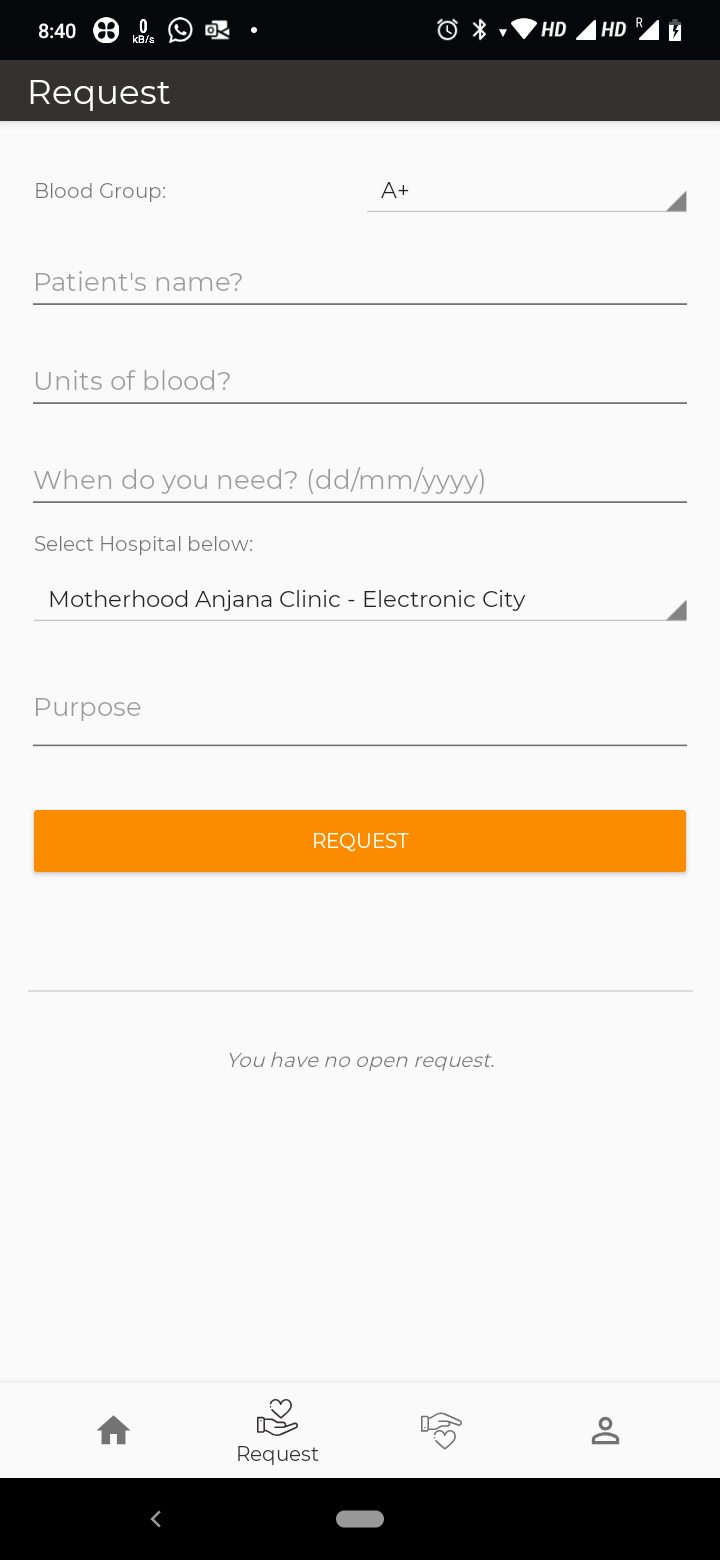 8:40
0
kB/s
HD
HD
R
Request
Blood Group:
A+
Patient's name?
Units of blood?
When do you need? (dd/mm/yyyy)
Select Hospital below:
Motherhood Anjana Clinic - Electronic City
Purpose
REQUEST
You have no open request.
Request